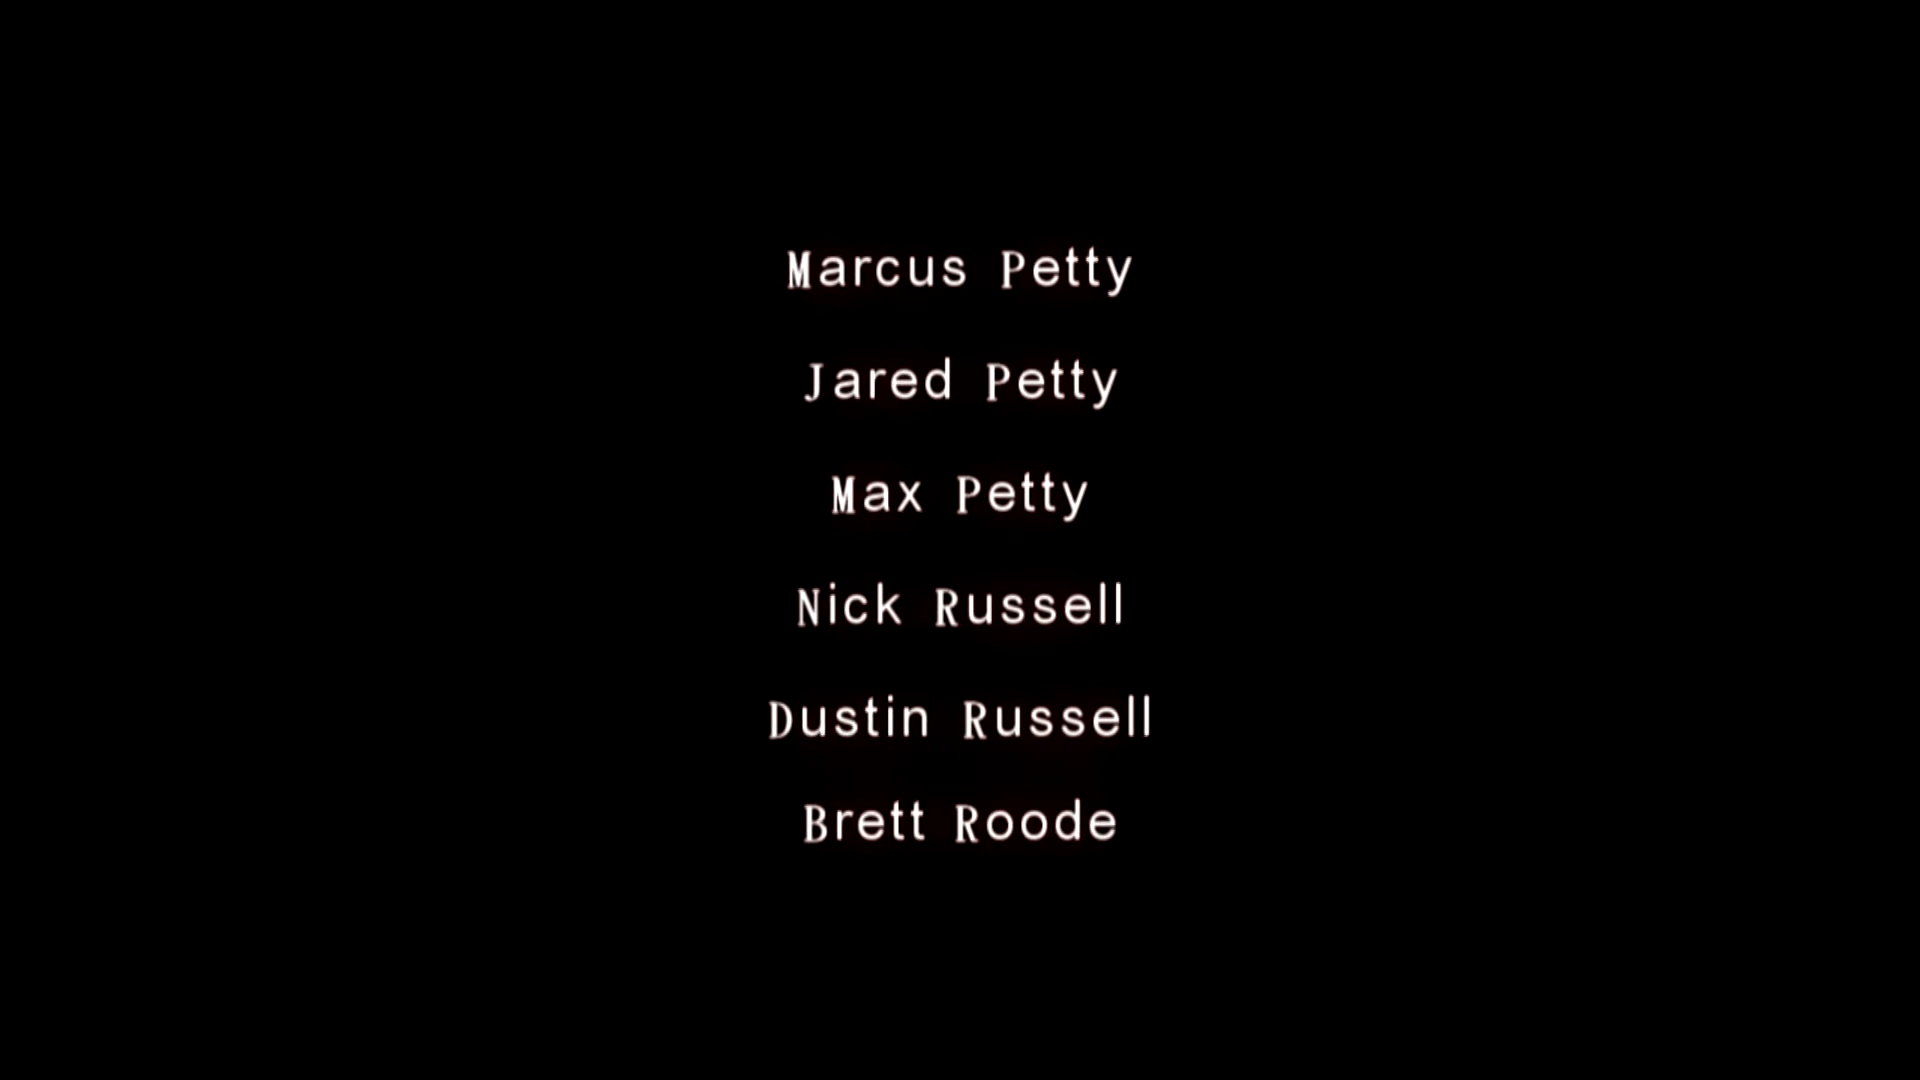 Marcus Petty
Jared Petty
Max Petty
Nick Russell
Dustin Russell
Brett Roode